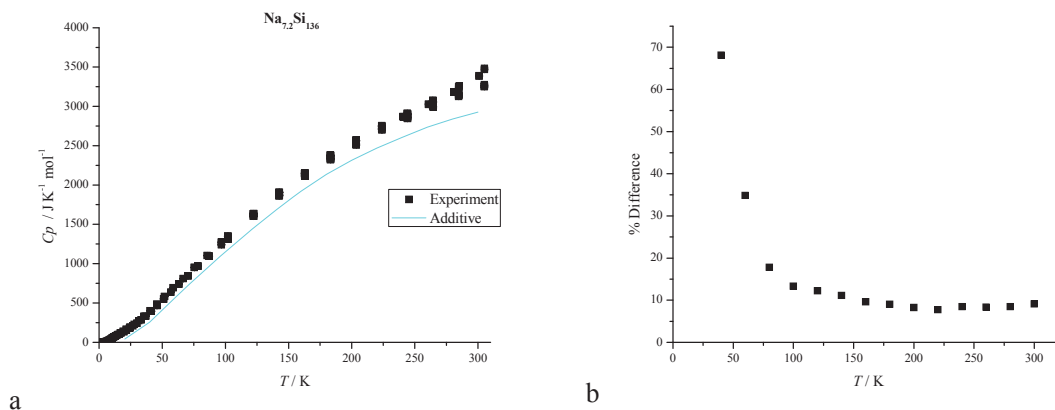 Na7.2Si136
4000
3500
3000
2500
2000
1500
1000
500
0
Cp / J K⁻¹ mol⁻¹
Experiment
Additive
0 50 100 150 200 250 300
T / K
a
70
60
50
40
30
20
10
0
% Difference
0 50 100 150 200 250 300
T / K
b